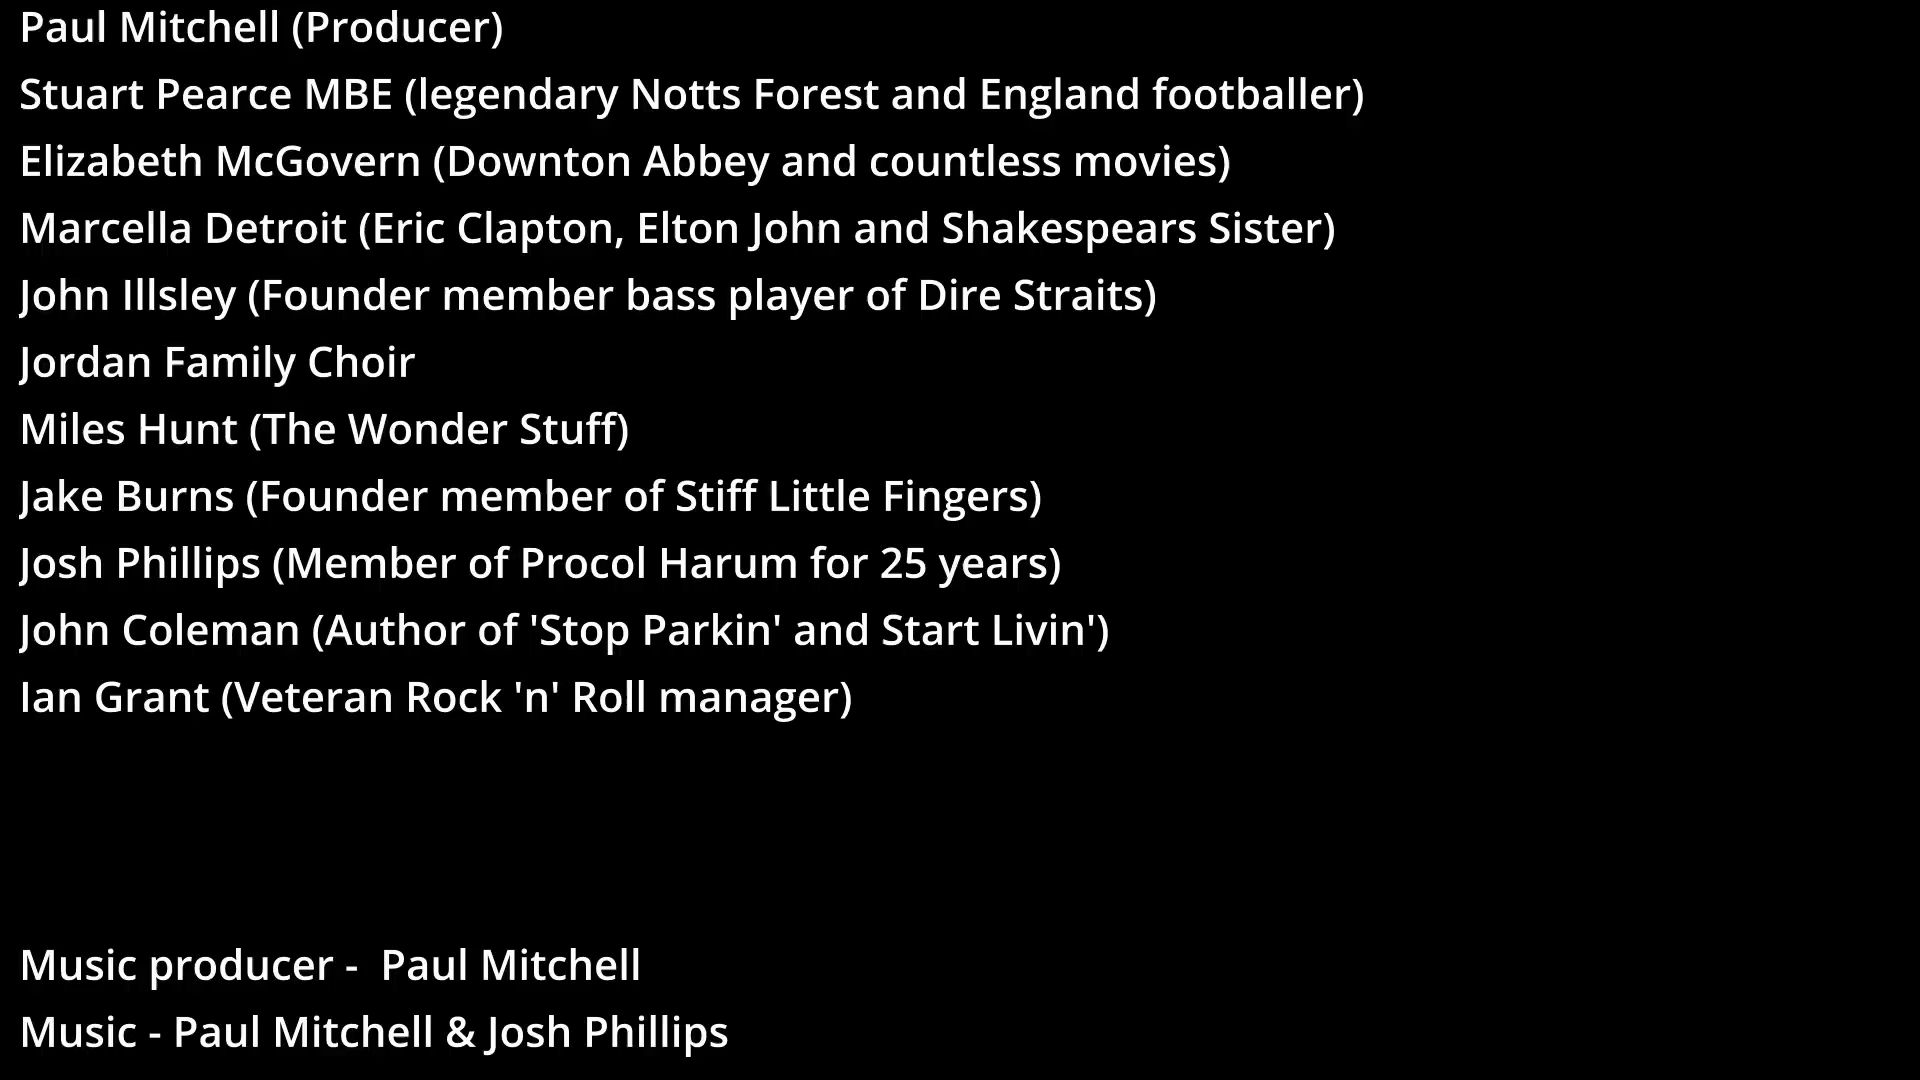 Paul Mitchell (Producer)
Stuart Pearce MBE (legendary Notts Forest and England footballer)
Elizabeth McGovern (Downton Abbey and countless movies)
Marcella Detroit (Eric Clapton, Elton John and Shakespears Sister)
John Illsley (Founder member bass player of Dire Straits)
Jordan Family Choir
Miles Hunt (The Wonder Stuff)
Jake Burns (Founder member of Stiff Little Fingers)
Josh Phillips (Member of Procol Harum for 25 years)
John Coleman (Author of 'Stop Parkin' and Start Livin')
Ian Grant (Veteran Rock 'n' Roll manager)
Music producer -  Paul Mitchell
Music - Paul Mitchell & Josh Phillips